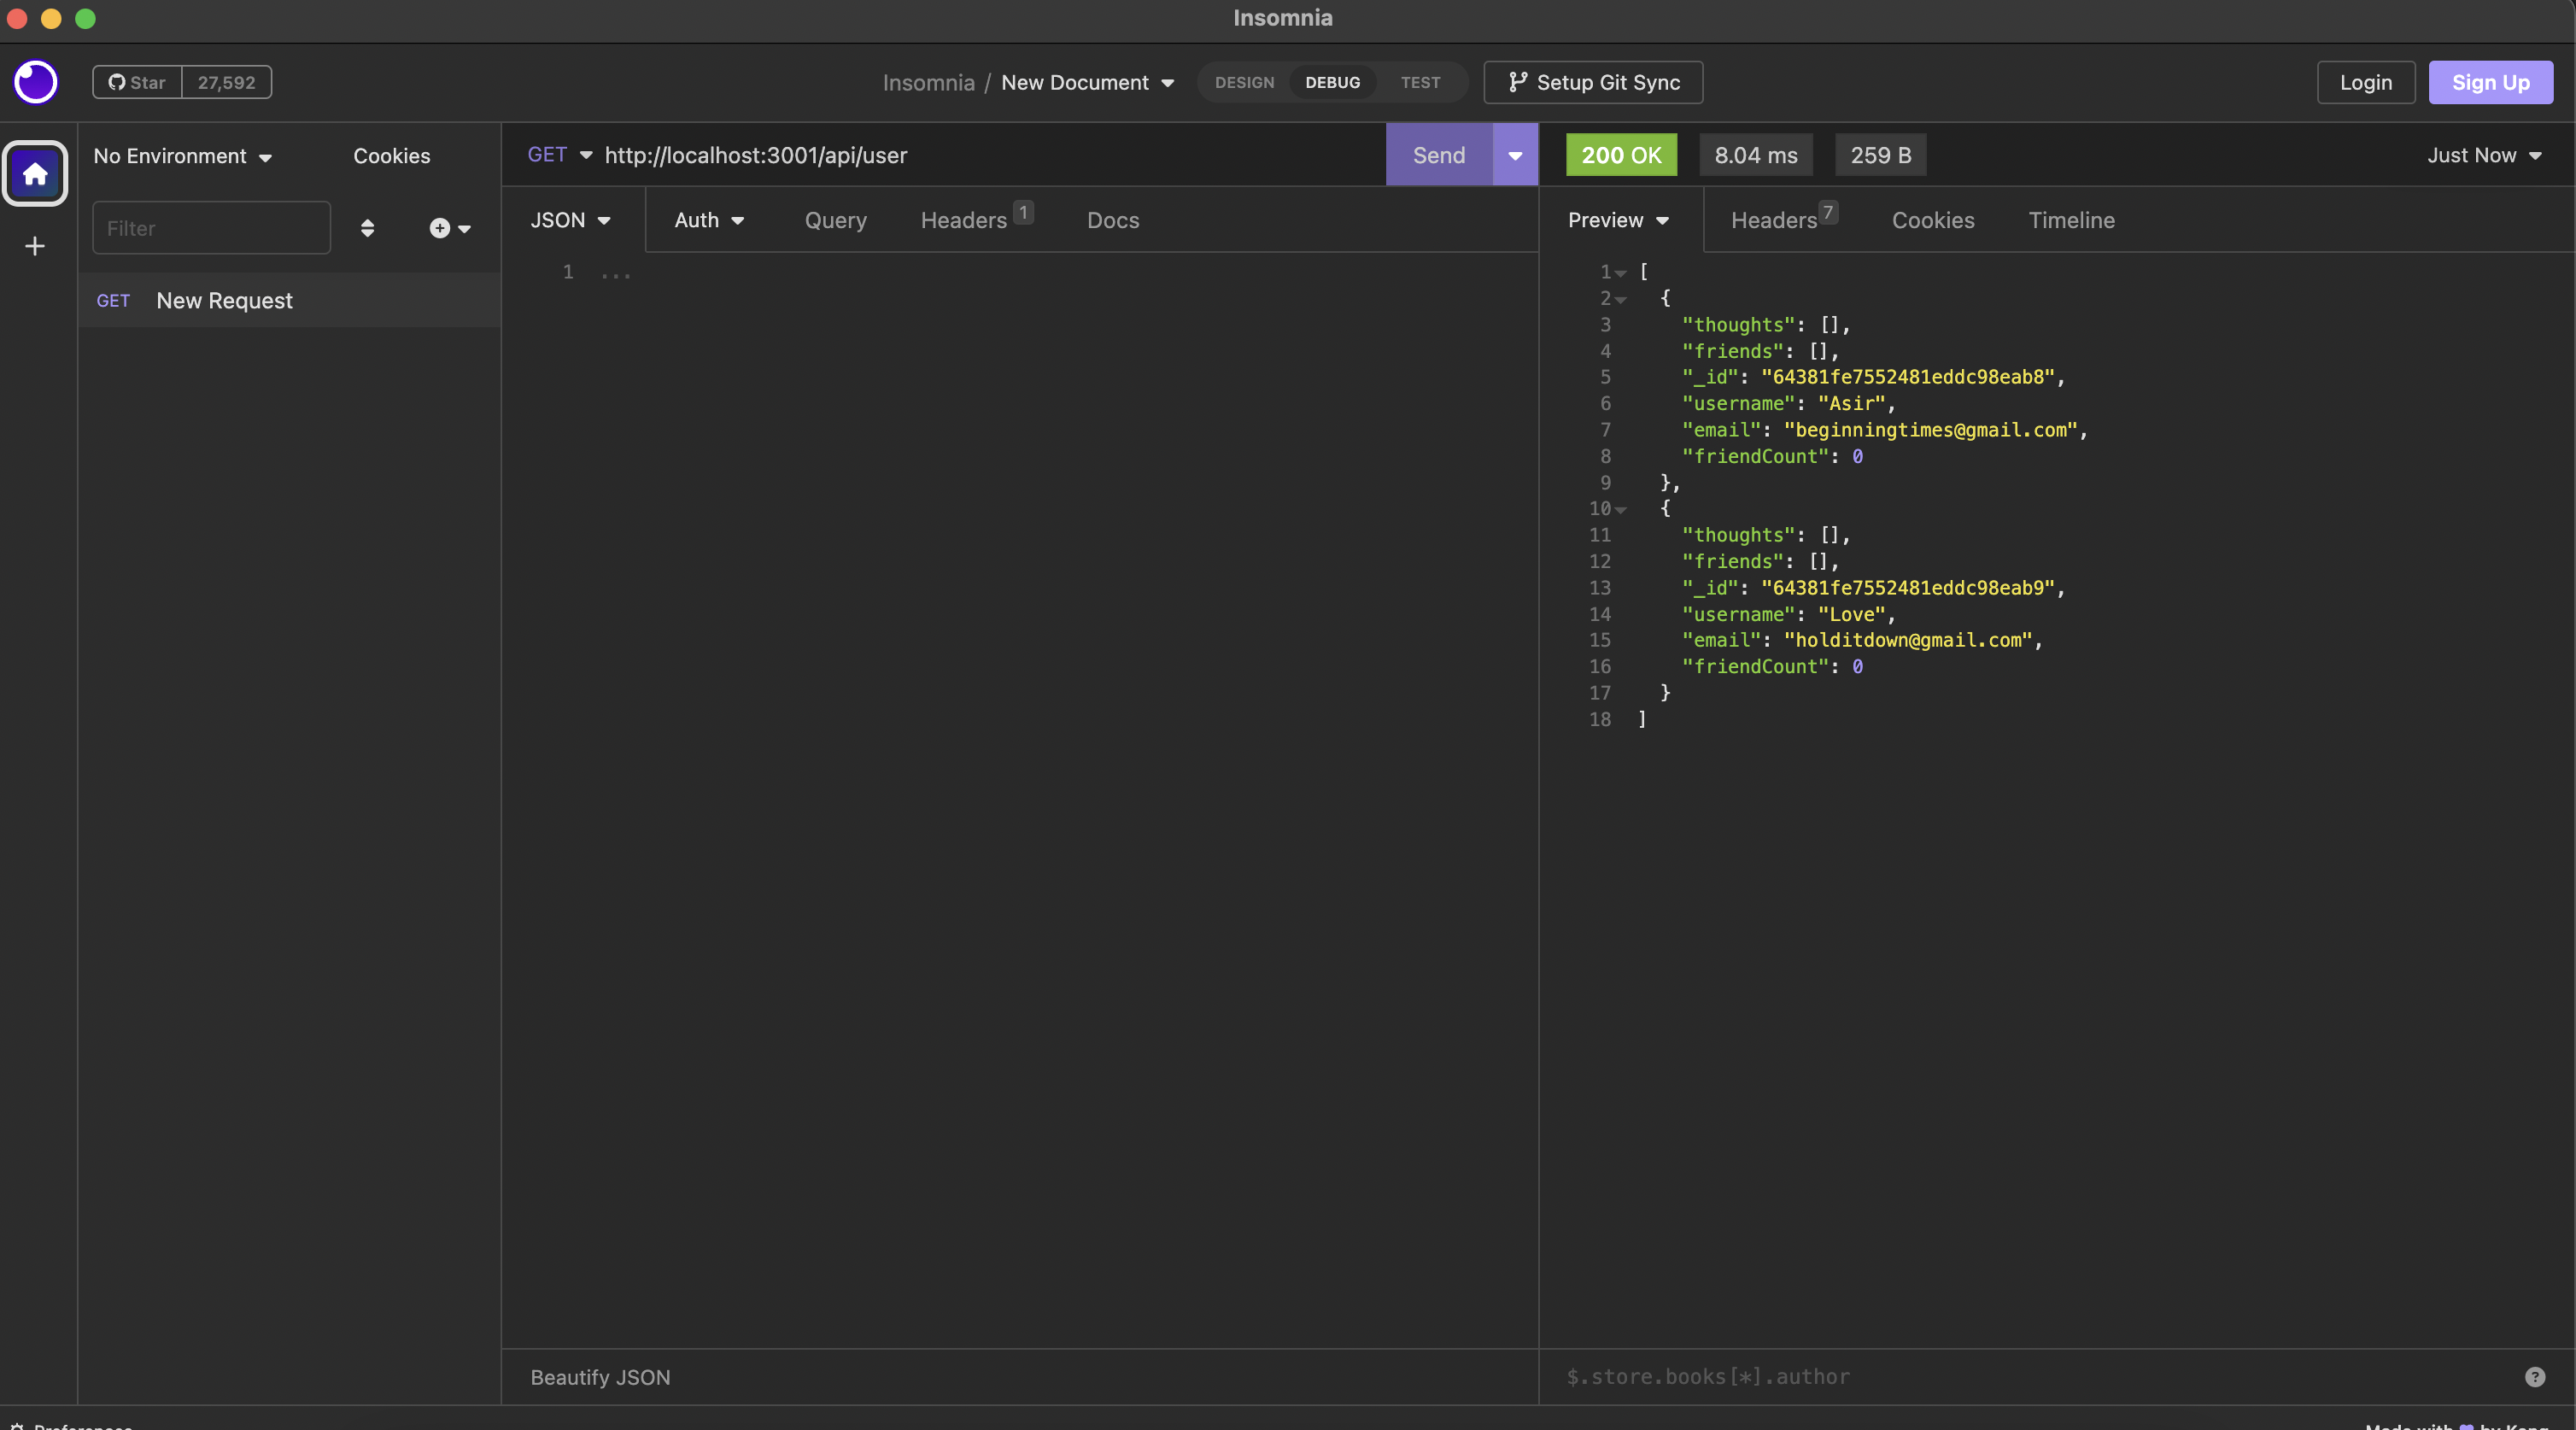 Insomnia
Star 27,592
Insomnia / New Document DESIGN DEBUG TEST Setup Git Sync
Login Sign Up
No Environment Cookies
Filter
GET New Request
GET http://localhost:3001/api/user Send
JSON Auth Query Headers 1 Docs
1 ...
Beautify JSON
200 OK 8.04 ms 259 B Just Now
Preview Headers 7 Cookies Timeline
1 [
2 {
3 "thoughts": [],
4 "friends": [],
5 "_id": "64381fe7552481eddc98eab8",
6 "username": "Asir",
7 "email": "beginningtimes@gmail.com",
8 "friendCount": 0
9 },
10 {
11 "thoughts": [],
12 "friends": [],
13 "_id": "64381fe7552481eddc98eab9",
14 "username": "Love",
15 "email": "holditdown@gmail.com",
16 "friendCount": 0
17 }
18 ]
$.store.books[*].author
Preferences
Made with 💜 by Kong